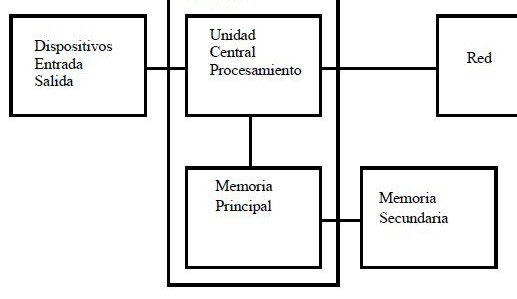 Dispositivos
Entrada
Salida
Unidad
Central
Procesamiento
Red
Memoria
Principal
Memoria
Secundaria